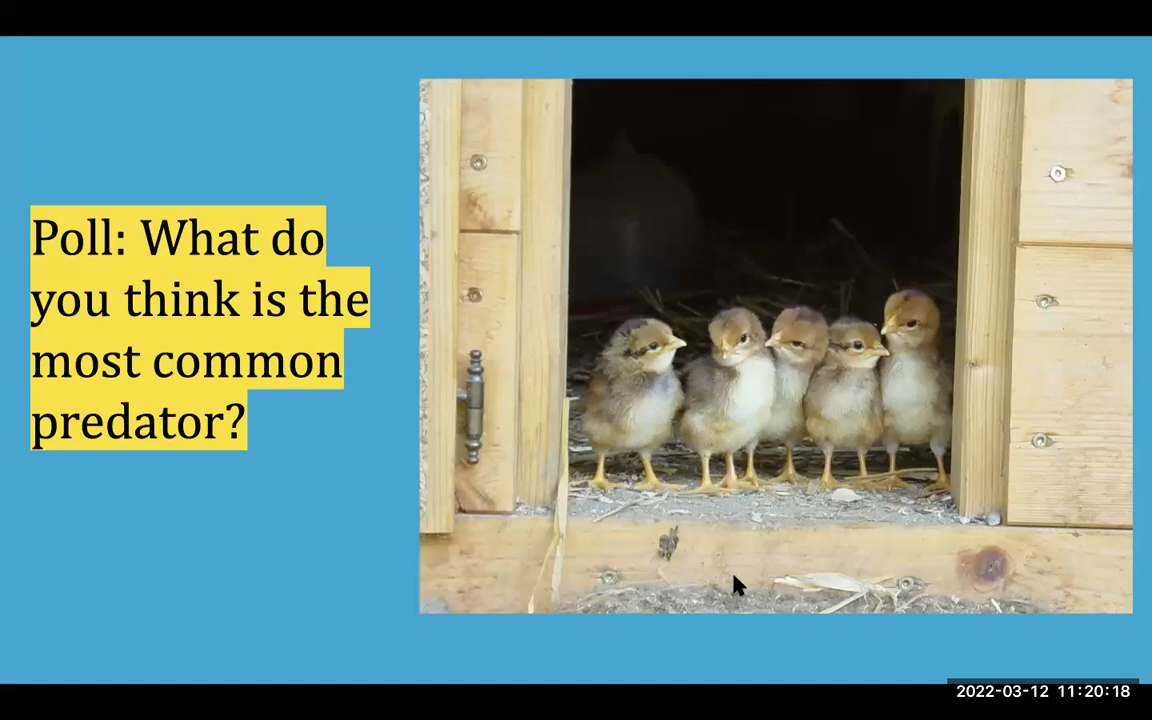 Poll: What do
you think is the
most common
predator?
2022-03-12 11:20:18